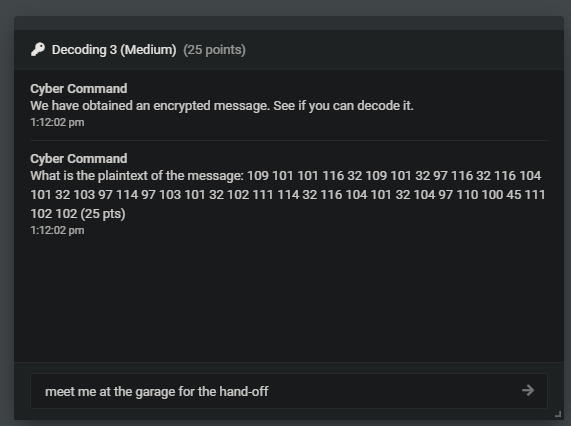 Decoding 3 (Medium) (25 points)
Cyber Command
We have obtained an encrypted message. See if you can decode it.
1:12:02 pm
Cyber Command
What is the plaintext of the message: 109 101 101 116 32 109 101 32 97 116 32 116 104
101 32 103 97 114 97 103 101 32 102 111 114 32 116 104 101 32 104 97 110 100 45 111
102 102 (25 pts)
1:12:02 pm
meet me at the garage for the hand-off